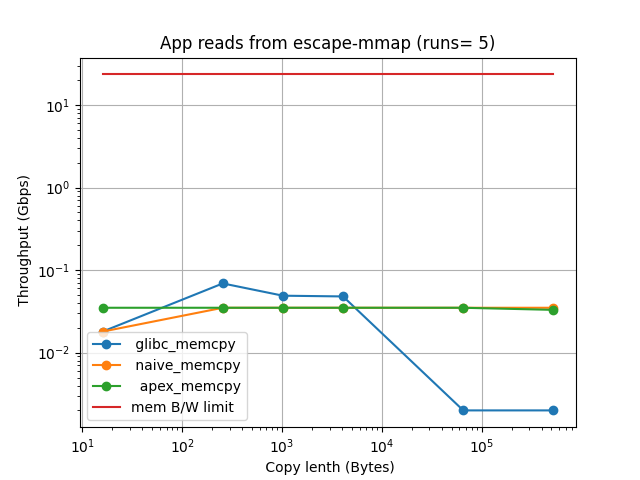 App reads from escape-mmap (runs= 5)
Throughput (Gbps)
10¹
10⁰
10⁻¹
10⁻²
glibc_memcpy
naive_memcpy
apex_memcpy
mem B/W limit
10¹ 10² 10³ 10⁴ 10⁵
Copy lenth (Bytes)